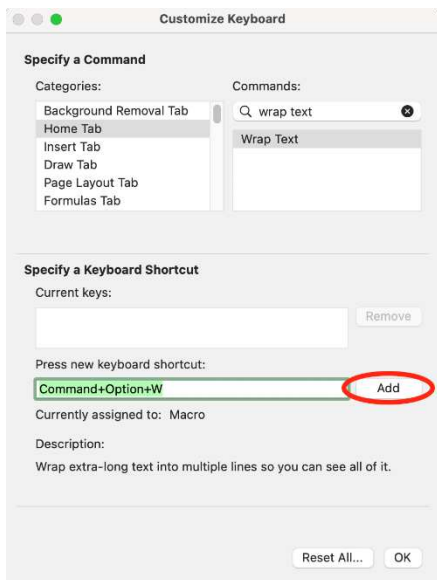 Customize Keyboard
Specify a Command
Categories:
Commands:
Background Removal Tab
Home Tab
Insert Tab
Draw Tab
Page Layout Tab
Formulas Tab
wrap text
Wrap Text
Specify a Keyboard Shortcut
Current keys:
Remove
Press new keyboard shortcut:
Command+Option+W
Add
Currently assigned to: Macro
Description:
Wrap extra-long text into multiple lines so you can see all of it.
Reset All...
OK